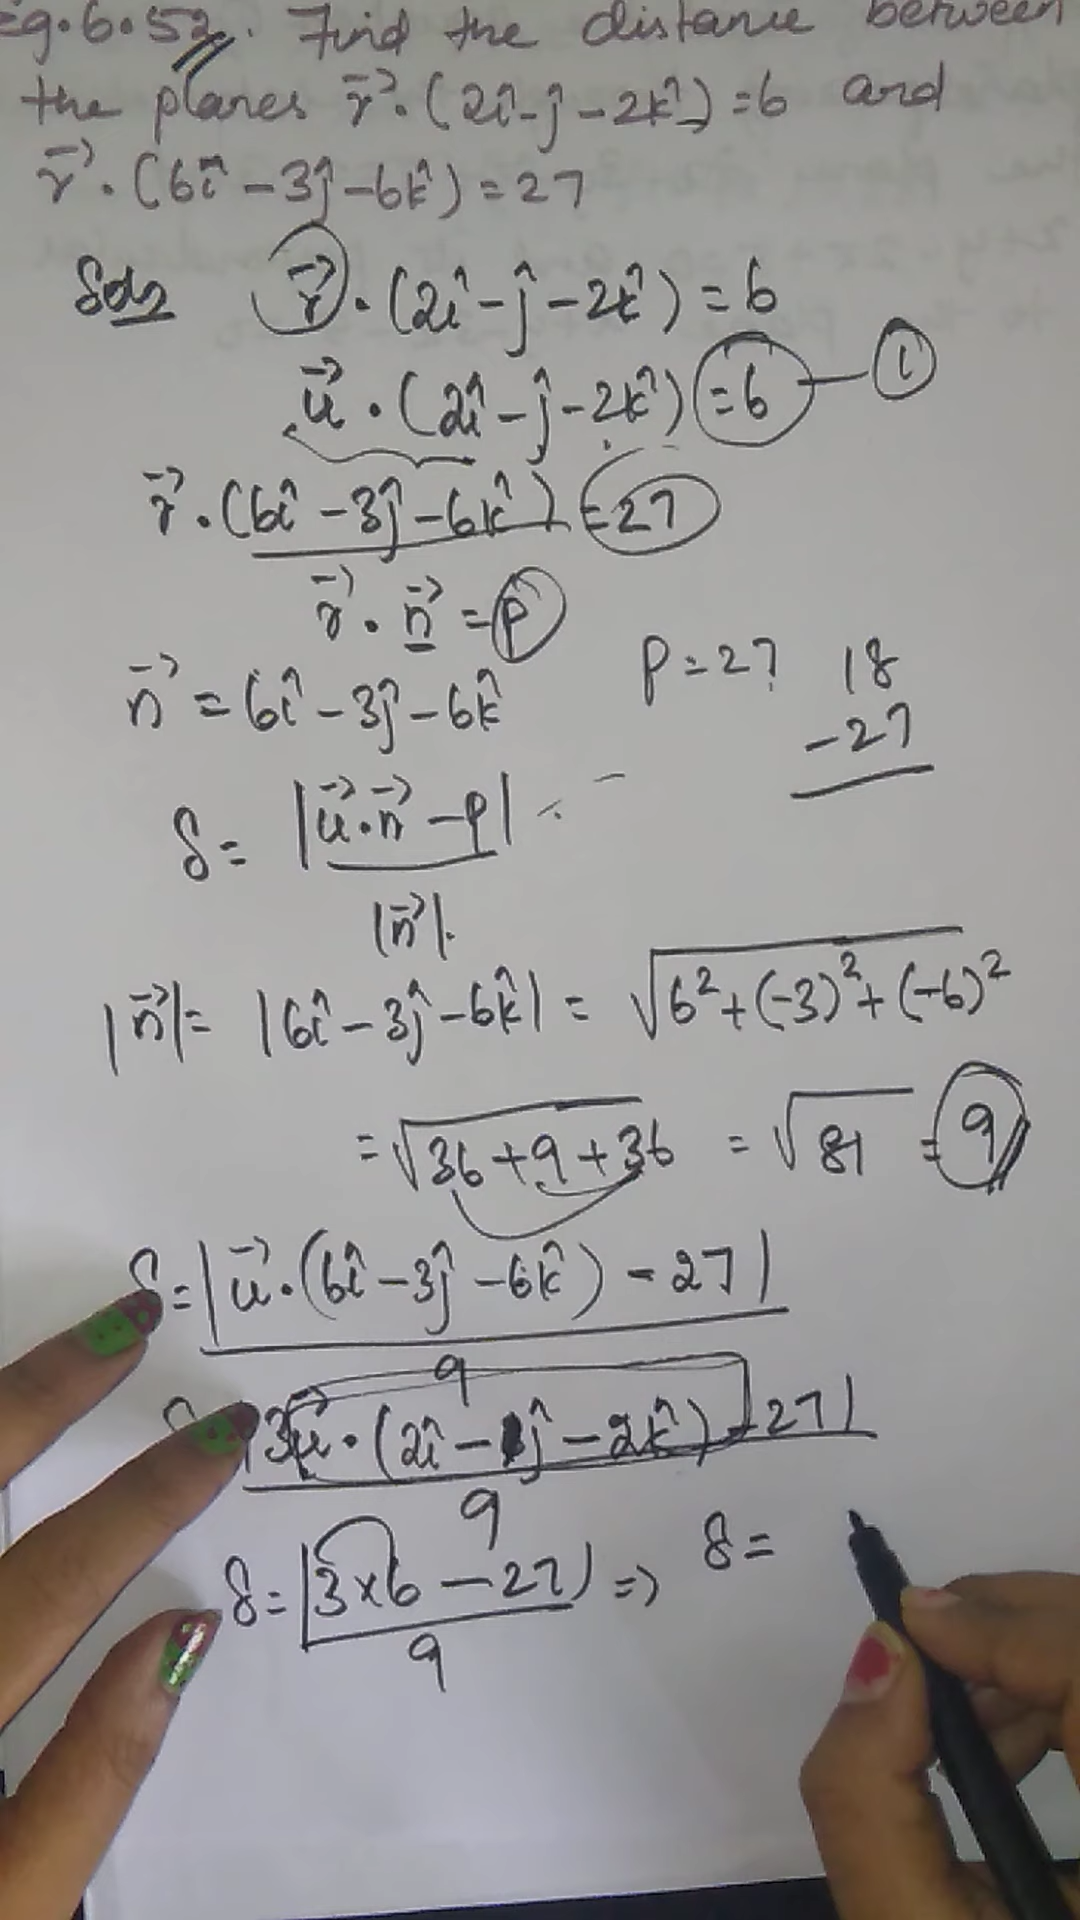 Eg.6.52. Find the distance between
the planes r⃗.(2î-ĵ-2k̂)=6 and
r⃗.(6î-3ĵ-6k̂)=27
Soln r⃗.(2î-ĵ-2k̂)=6
u⃗.(2î-ĵ-2k̂)=6 — ①
r⃗.(6î-3ĵ-6k̂)=27
r⃗.n⃗=p
n⃗=6î-3ĵ-6k̂
P=27
18
-27
δ= |u⃗.n⃗-p|
|n⃗|.
|n⃗|= |6î-3ĵ-6k̂| = √6²+(-3)²+(-6)²
=√36+9+36 = √81 = 9
δ=|u⃗.(6î-3ĵ-6k̂)-27|
9
|3u⃗.(2î-1ĵ-2k̂)-27|
9
δ=|3×6-27| ⇒ δ=
9